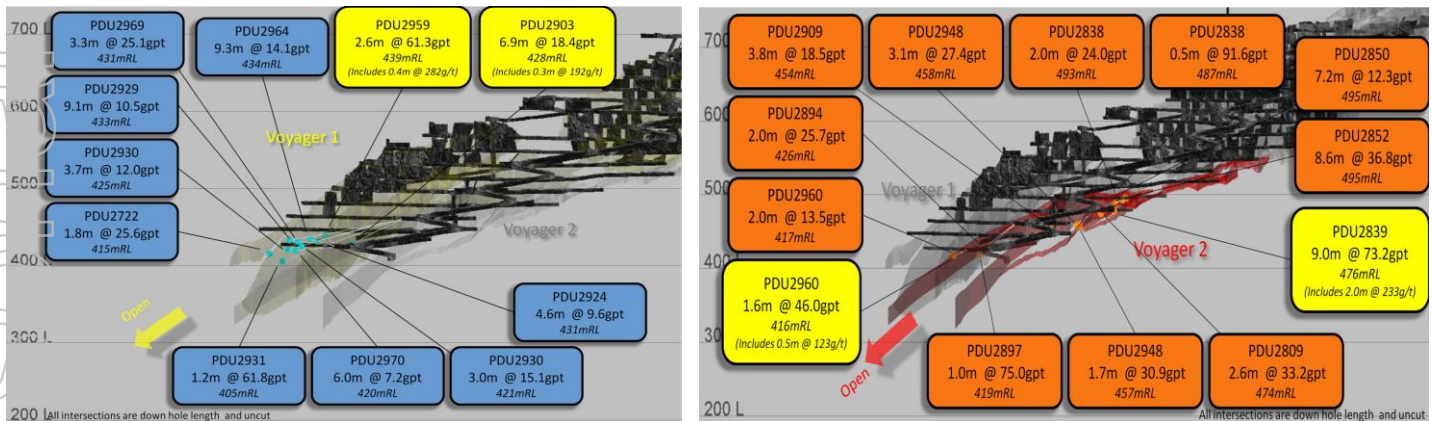 700 L
600 L
500 L
400 L
300 L
200 L
PDU2969
3.3m @ 25.1gpt
431mRL
PDU2964
9.3m @ 14.1gpt
434mRL
PDU2959
2.6m @ 61.3gpt
439mRL
(Includes 0.4m @ 282g/t)
PDU2903
6.9m @ 18.4gpt
428mRL
(Includes 0.3m @ 192g/t)
PDU2929
9.1m @ 10.5gpt
433mRL
Voyager 1
PDU2930
3.7m @ 12.0gpt
425mRL
PDU2722
1.8m @ 25.6gpt
415mRL
Voyager 2
Open
PDU2924
4.6m @ 9.6gpt
431mRL
PDU2931
1.2m @ 61.8gpt
405mRL
PDU2970
6.0m @ 7.2gpt
420mRL
PDU2930
3.0m @ 15.1gpt
421mRL
All intersections are down hole length and uncut
700 L
600 L
500 L
400 L
300 L
200 L
PDU2909
3.8m @ 18.5gpt
454mRL
PDU2948
3.1m @ 27.4gpt
458mRL
PDU2838
2.0m @ 24.0gpt
493mRL
PDU2838
0.5m @ 91.6gpt
487mRL
PDU2850
7.2m @ 12.3gpt
495mRL
PDU2894
2.0m @ 25.7gpt
426mRL
PDU2852
8.6m @ 36.8gpt
495mRL
PDU2960
2.0m @ 13.5gpt
417mRL
Voyager 1
Voyager 2
PDU2839
9.0m @ 73.2gpt
476mRL
(Includes 2.0m @ 233g/t)
PDU2960
1.6m @ 46.0gpt
416mRL
(Includes 0.5m @ 123g/t)
Open
PDU2897
1.0m @ 75.0gpt
419mRL
PDU2948
1.7m @ 30.9gpt
457mRL
PDU2809
2.6m @ 33.2gpt
474mRL
All intersections are down hole length and uncut